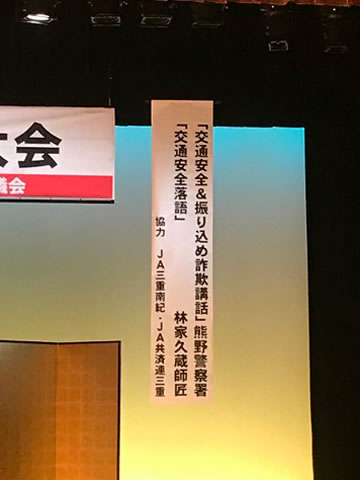 大会
議会
「交通安全&振り込め詐欺講話」熊野警察署
「交通安全落語」　林家久蔵師匠
協力　JA三重南紀・JA共済連三重